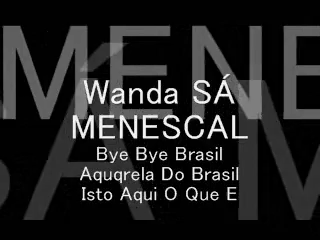 Wanda SÁ
MENESCAL
Bye Bye Brasil
Aquqrela Do Brasil
Isto Aqui O Que E